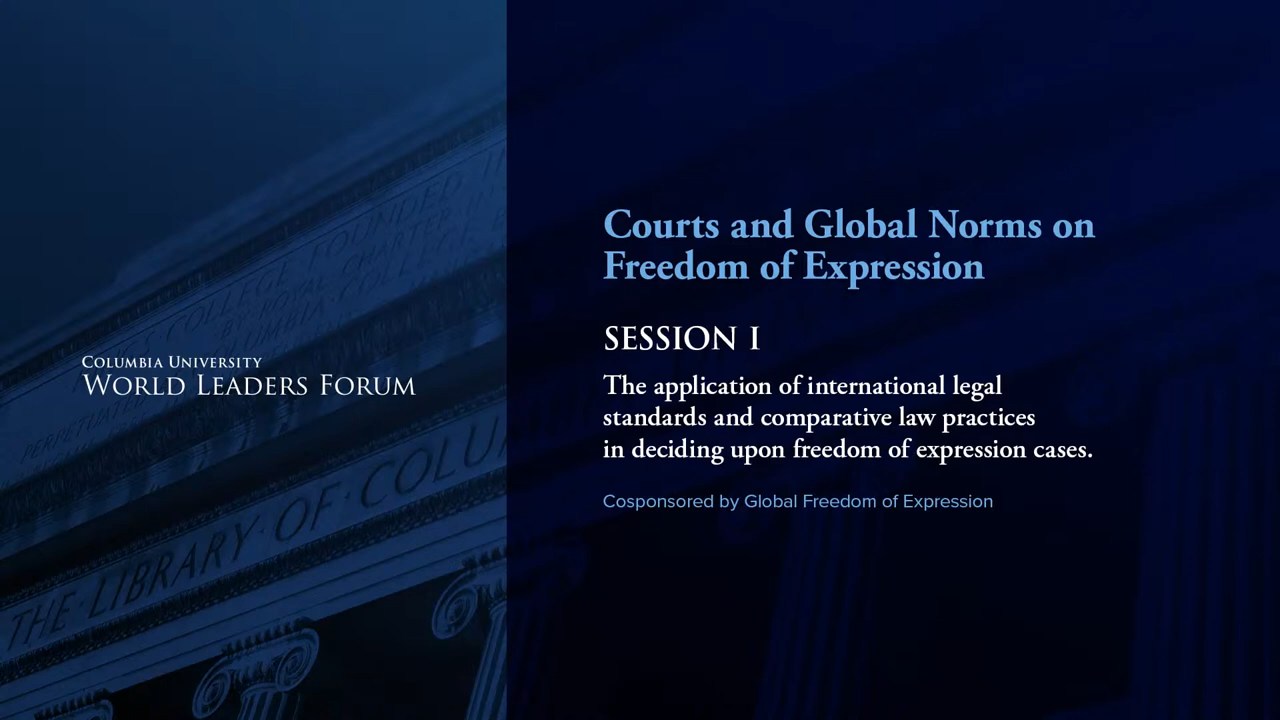 COLUMBIA UNIVERSITY
WORLD LEADERS FORUM
Courts and Global Norms on
Freedom of Expression
SESSION I
The application of international legal
standards and comparative law practices
in deciding upon freedom of expression cases.
Cosponsored by Global Freedom of Expression
THE·LIBRARY·OF·COLU